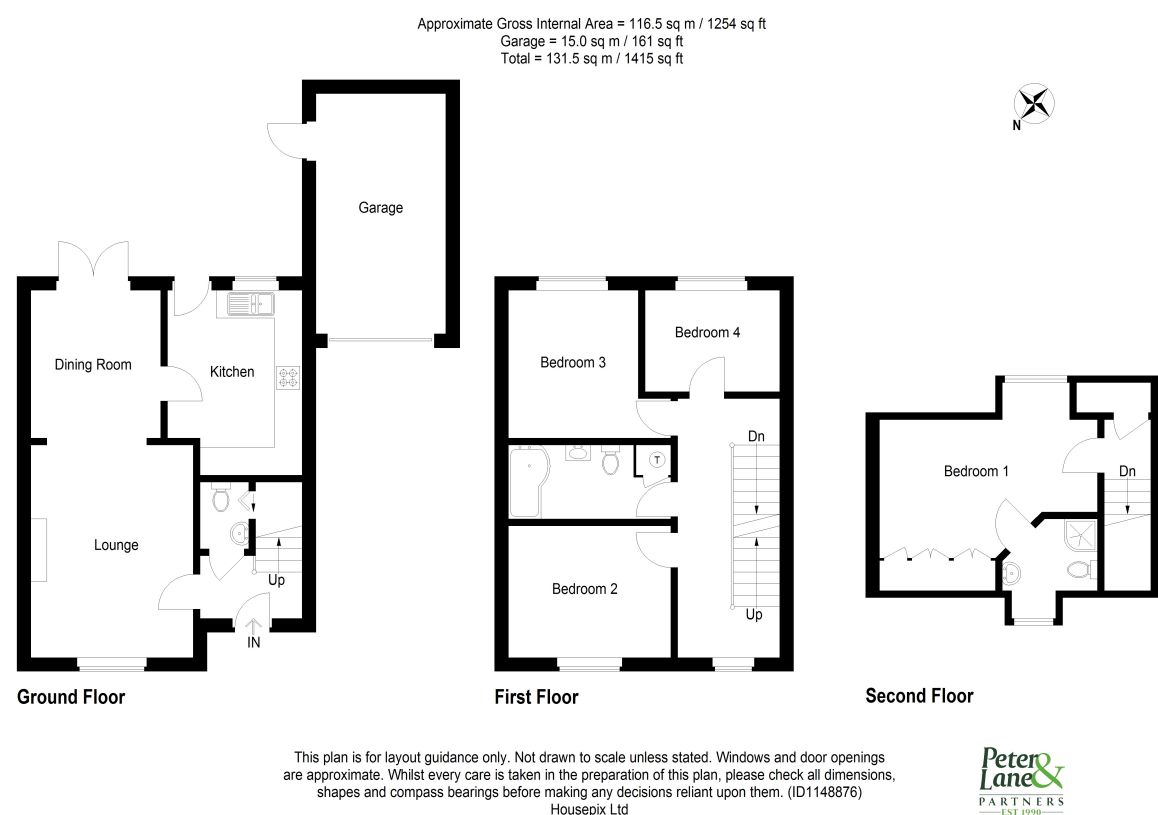 Approximate Gross Internal Area = 116.5 sq m / 1254 sq ft
Garage = 15.0 sq m / 161 sq ft
Total = 131.5 sq m / 1415 sq ft
N
Garage
Dining Room
Kitchen
Lounge
Up
IN
Ground Floor
Bedroom 3
Bedroom 4
Dn
T
Bedroom 2
Up
First Floor
Bedroom 1
Dn
Second Floor
This plan is for layout guidance only. Not drawn to scale unless stated. Windows and door openings
are approximate. Whilst every care is taken in the preparation of this plan, please check all dimensions,
shapes and compass bearings before making any decisions reliant upon them. (ID1148876)
Housepix Ltd
Peter &
Lane
PARTNERS
EST 1990